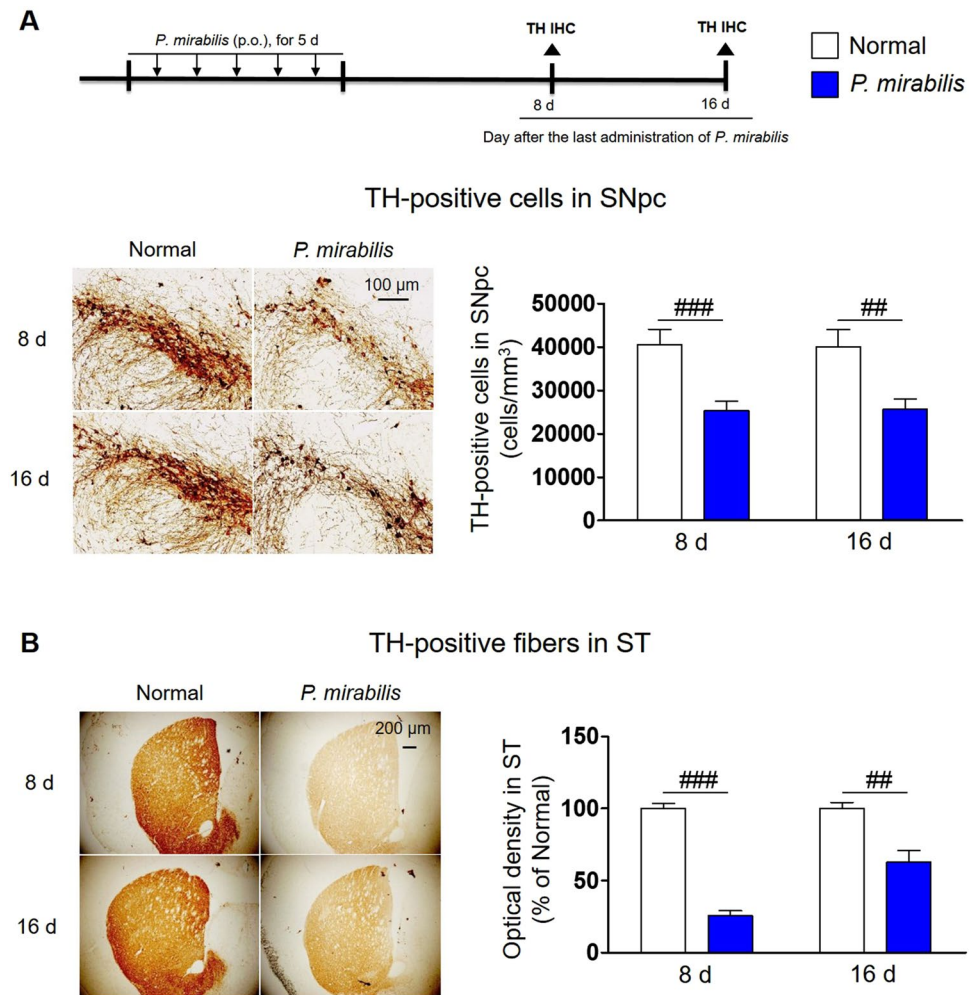 A
P. mirabilis (p.o.), for 5 d
TH IHC
TH IHC
8 d
16 d
Day after the last administration of P. mirabilis
Normal
P. mirabilis
TH-positive cells in SNpc
Normal
P. mirabilis
100 µm
8 d
16 d
TH-positive cells in SNpc
(cells/mm³)
50000
40000
30000
20000
10000
0
###
##
8 d
16 d
B
TH-positive fibers in ST
Normal
P. mirabilis
200 µm
8 d
16 d
Optical density in ST
(% of Normal)
150
100
50
0
###
##
8 d
16 d